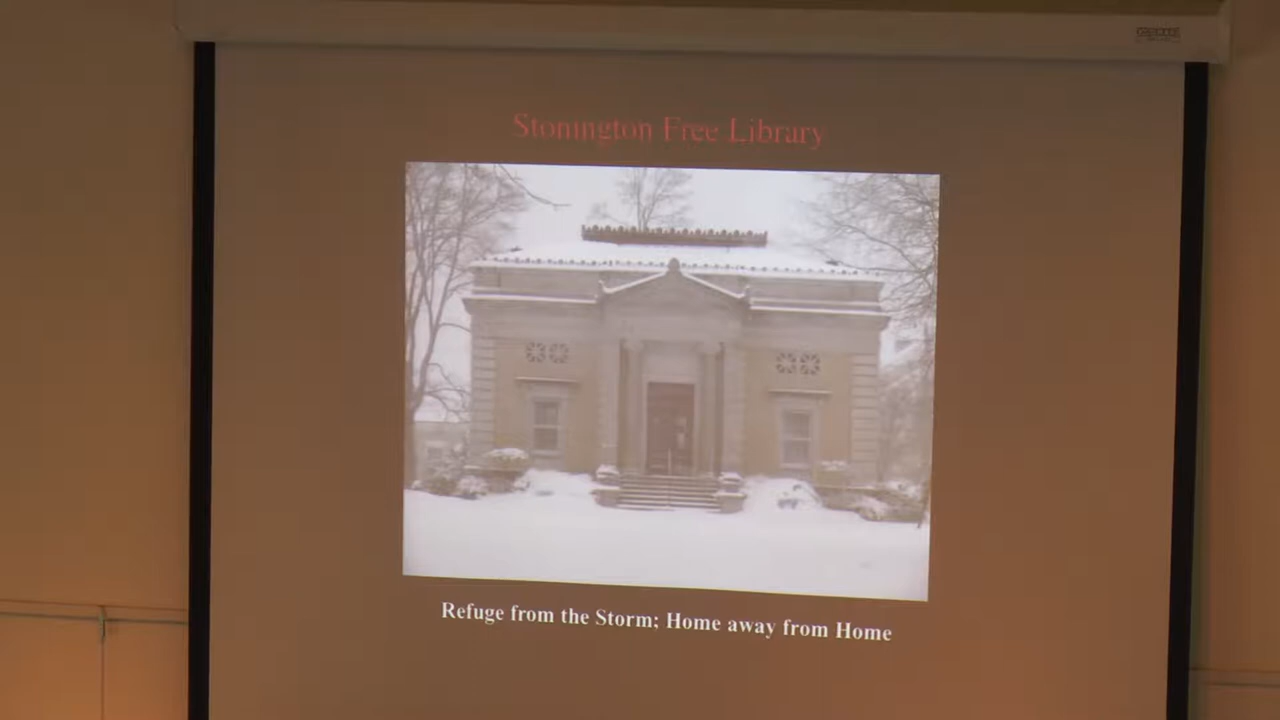 Stonington Free Library
Refuge from the Storm; Home away from Home